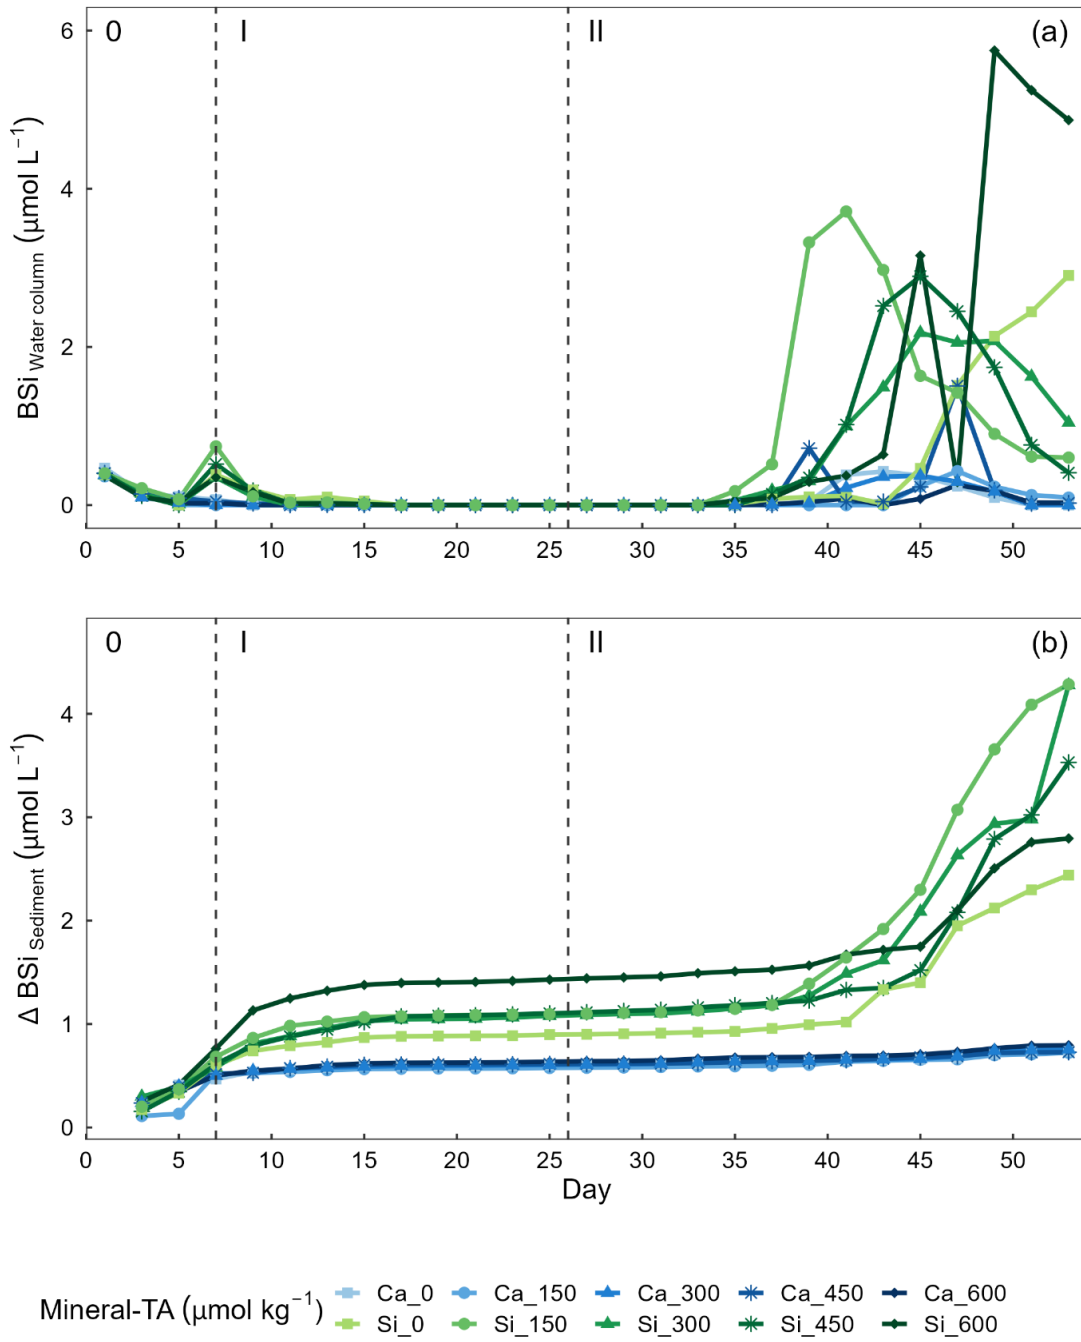 0 I II (a)
6
4
2
0
BSi Water column (µmol L⁻¹)
0 5 10 15 20 25 30 35 40 45 50
0 I II (b)
4
3
2
1
0
Δ BSi Sediment (µmol L⁻¹)
0 5 10 15 20 25 30 35 40 45 50
Day
Mineral-TA (µmol kg⁻¹)
Ca_0 Ca_150 Ca_300 Ca_450 Ca_600
Si_0 Si_150 Si_300 Si_450 Si_600